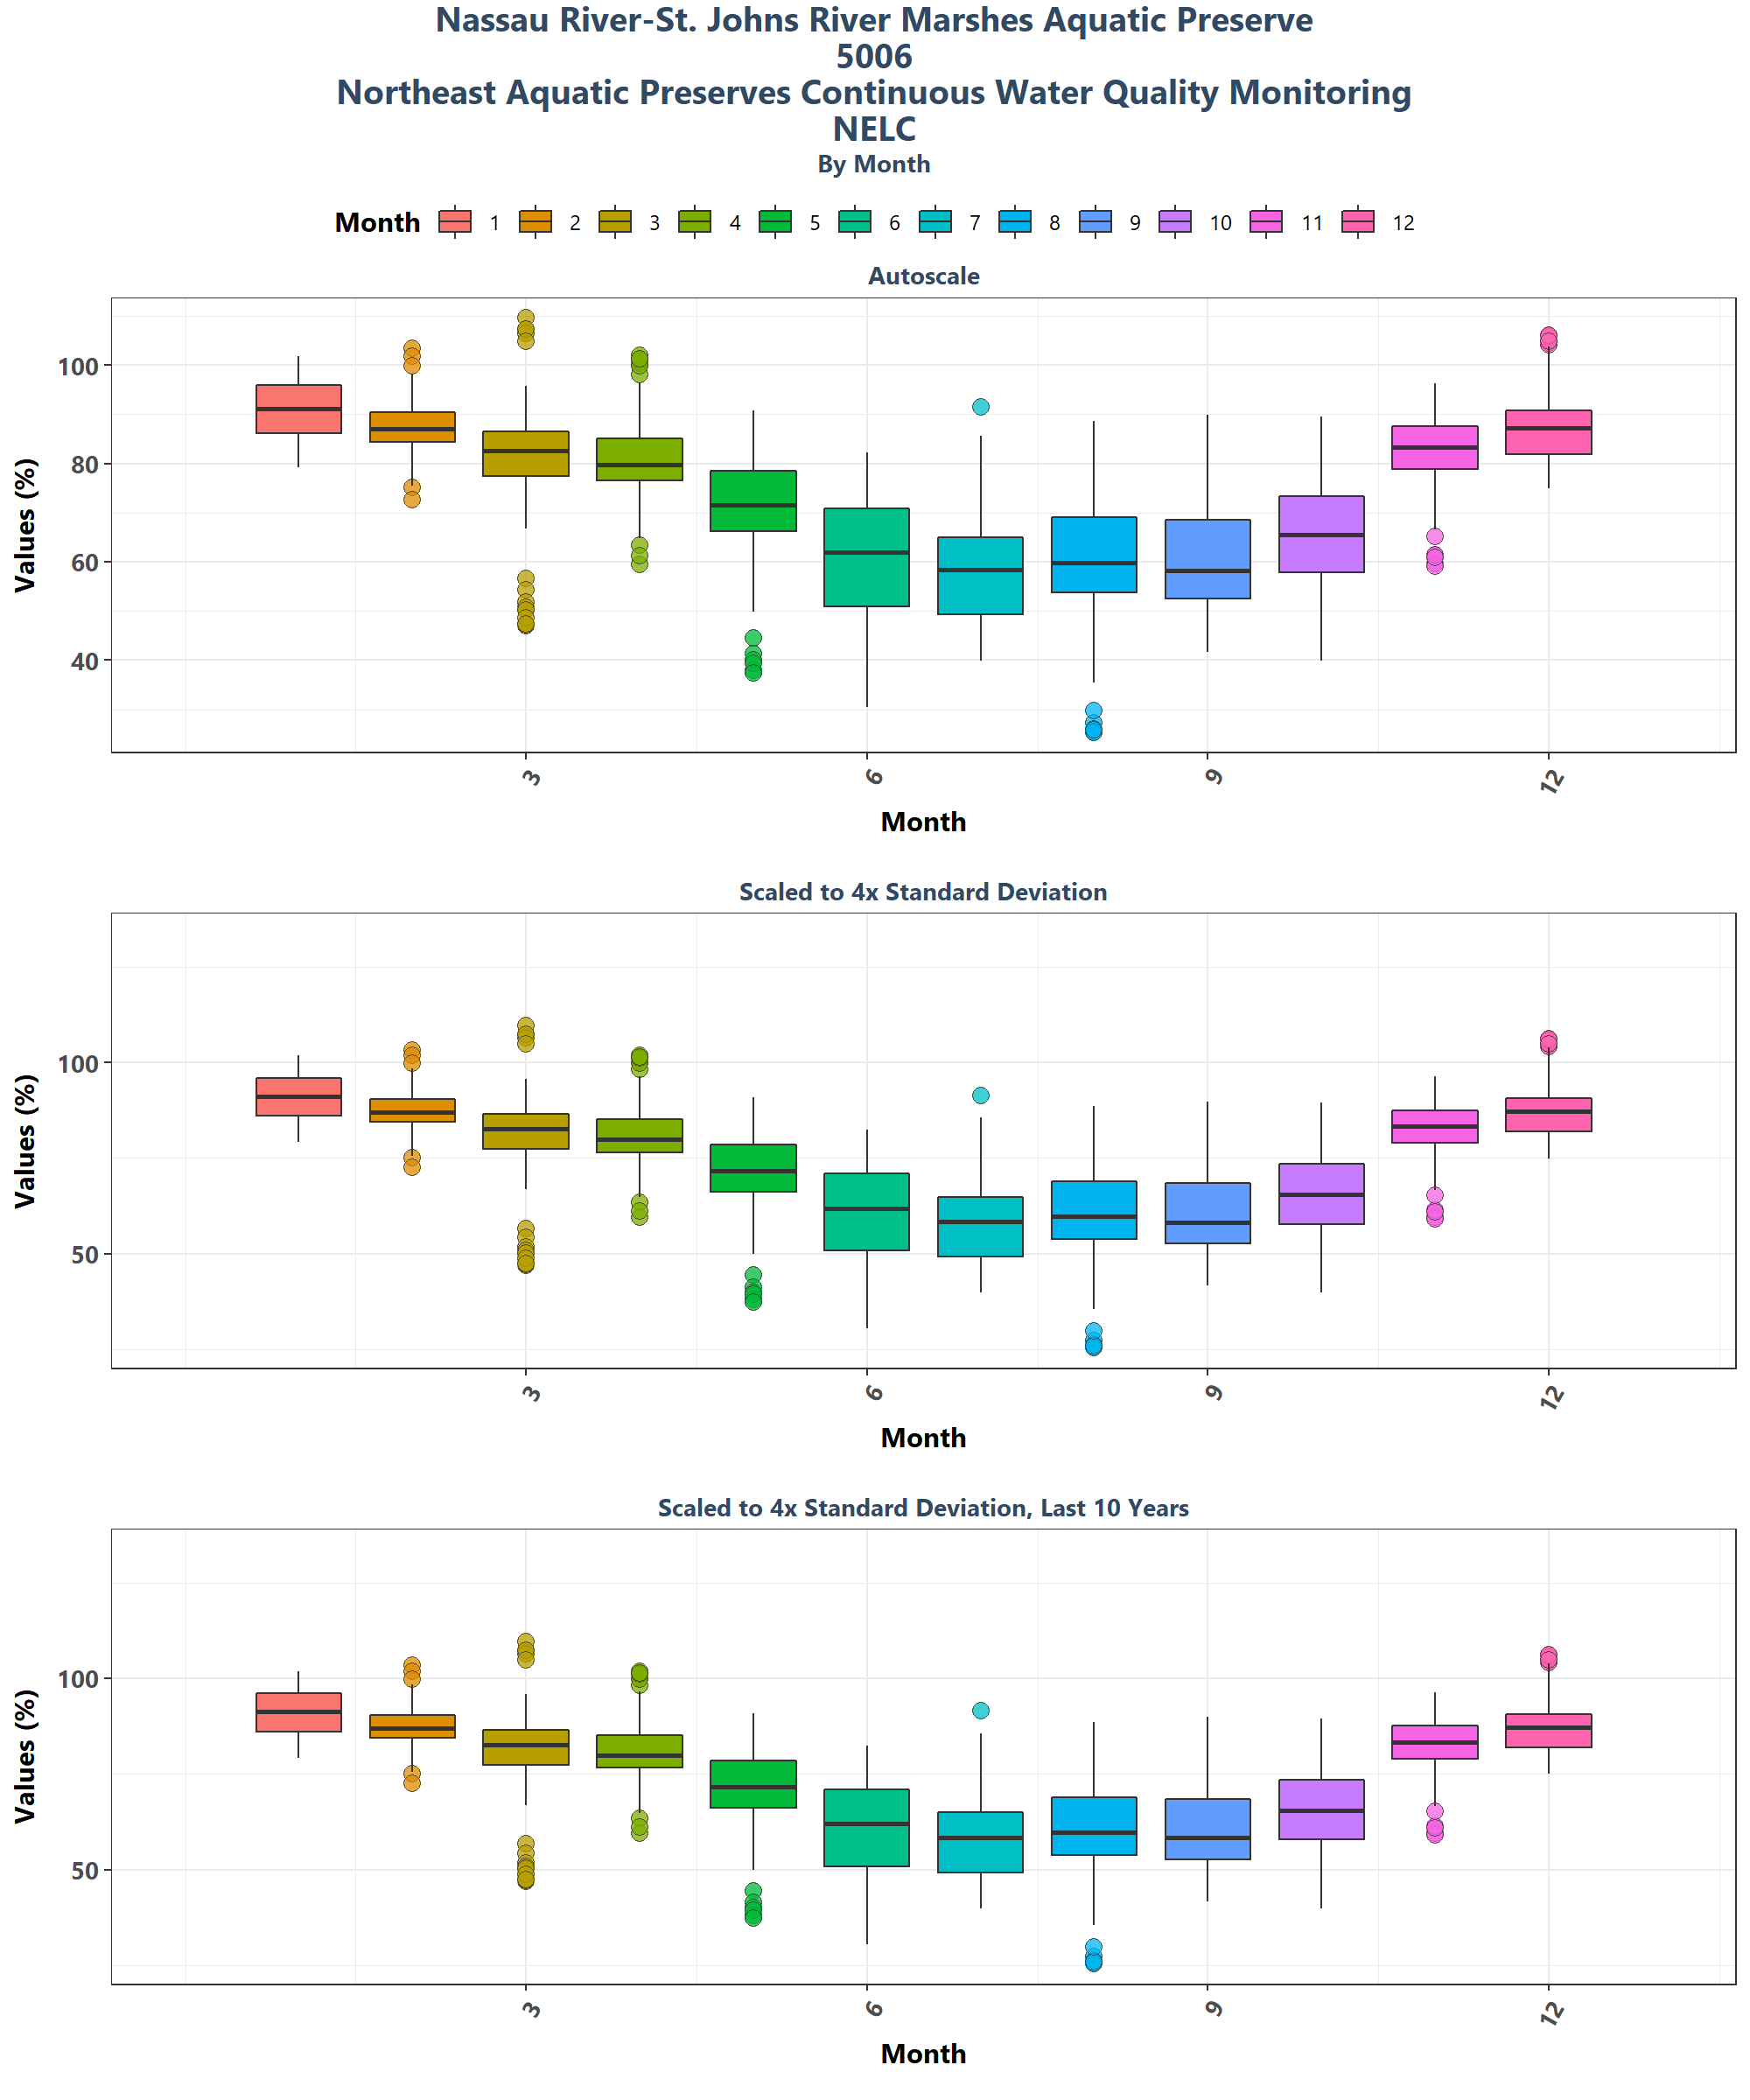 Nassau River-St. Johns River Marshes Aquatic Preserve
5006
Northeast Aquatic Preserves Continuous Water Quality Monitoring
NELC
By Month
Month 1 2 3 4 5 6 7 8 9 10 11 12
Autoscale
Values (%)
100
80
60
40
3 6 9 12
Month
Scaled to 4x Standard Deviation
Values (%)
100
50
3 6 9 12
Month
Scaled to 4x Standard Deviation, Last 10 Years
Values (%)
100
50
3 6 9 12
Month